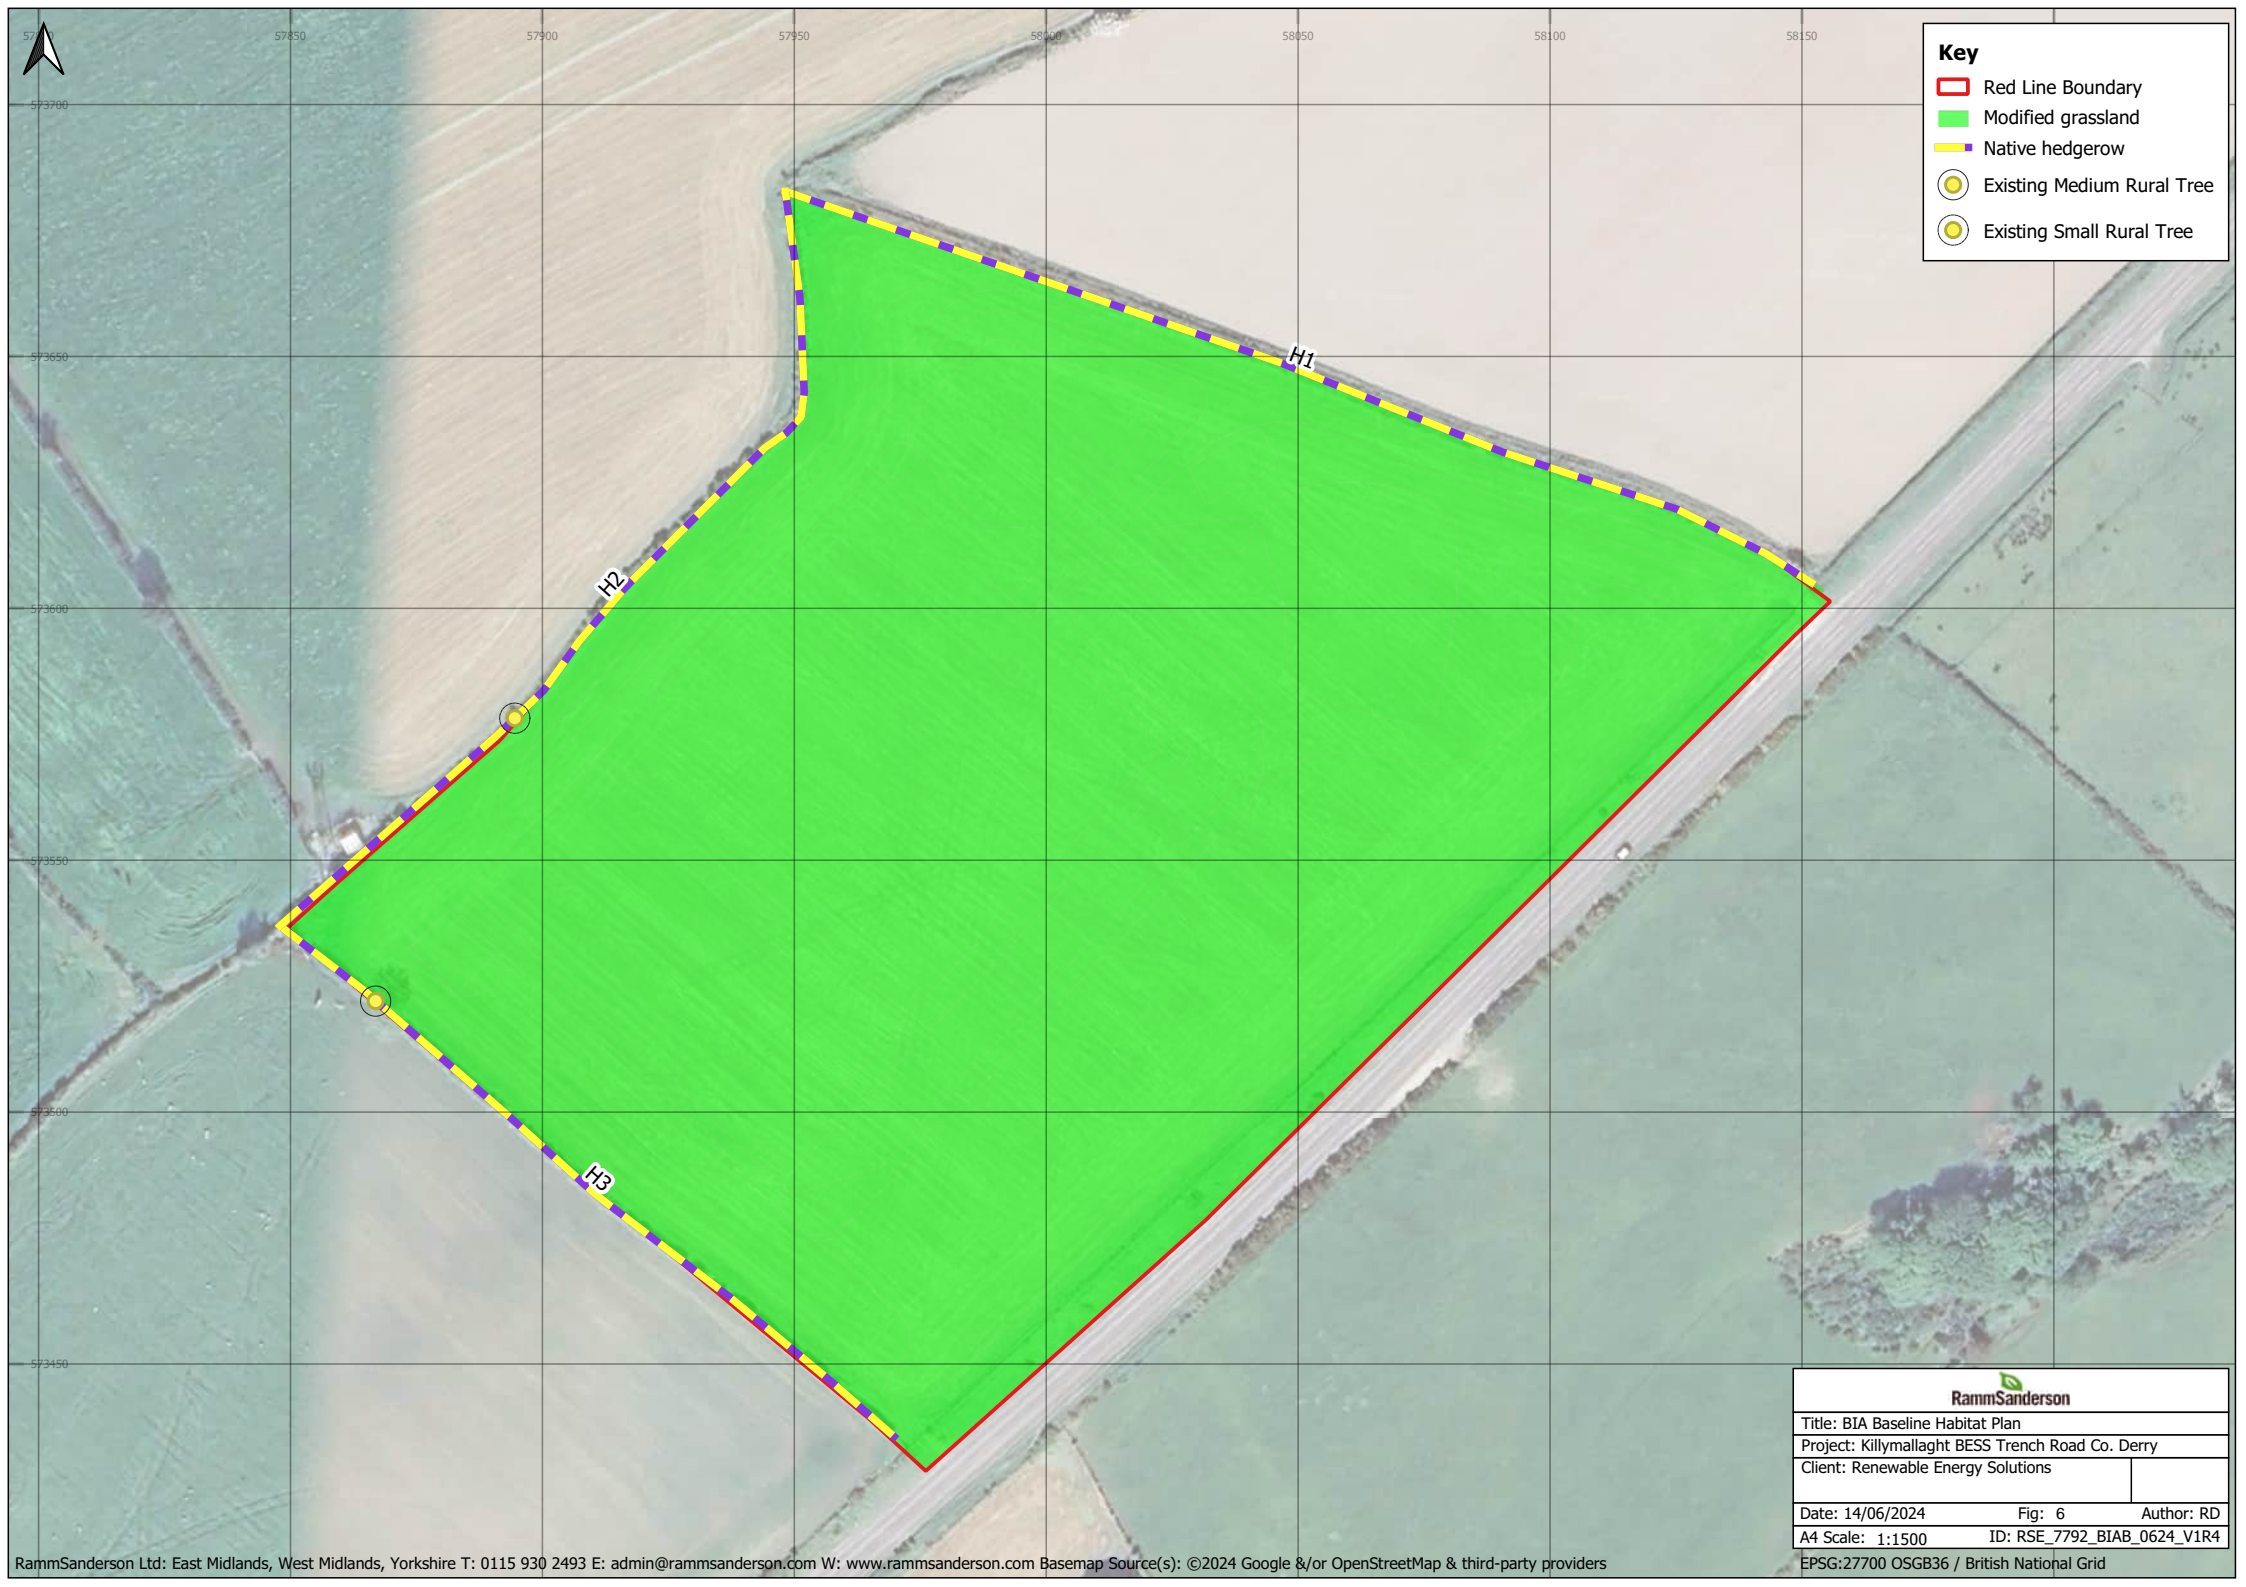 57850
57900
57950
58000
58050
58100
58150
573700
573650
573600
573550
573500
573450
H1
H2
H3
Key
Red Line Boundary
Modified grassland
Native hedgerow
Existing Medium Rural Tree
Existing Small Rural Tree
RammSanderson
Title: BIA Baseline Habitat Plan
Project: Killymallaght BESS Trench Road Co. Derry
Client: Renewable Energy Solutions
Date: 14/06/2024 Fig: 6 Author: RD
A4 Scale: 1:1500 ID: RSE_7792_BIAB_0624_V1R4
RammSanderson Ltd: East Midlands, West Midlands, Yorkshire T: 0115 930 2493 E: admin@rammsanderson.com W: www.rammsanderson.com Basemap Source(s): ©2024 Google &/or OpenStreetMap & third-party providers
EPSG:27700 OSGB36 / British National Grid